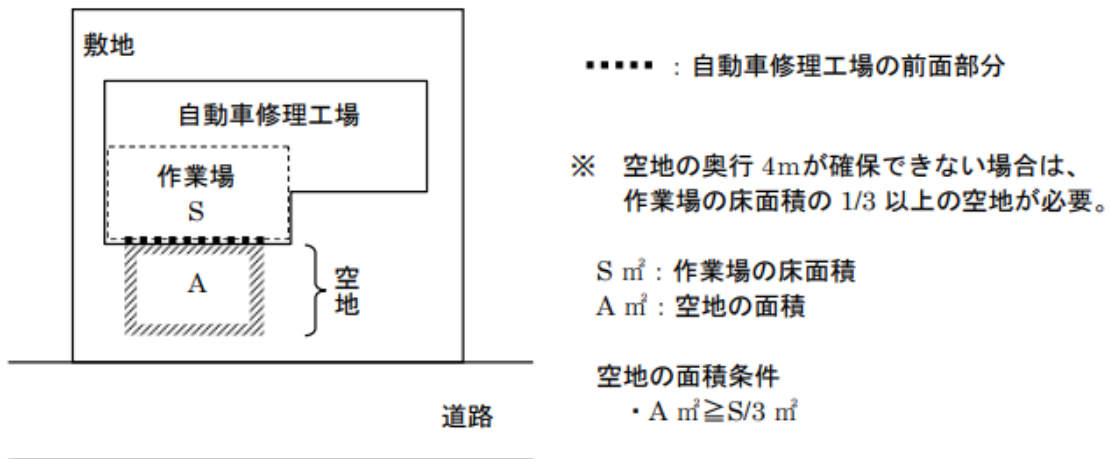 敷地
自動車修理工場
作業場
S
A
空地
道路
：自動車修理工場の前面部分
※　空地の奥行 4ｍが確保できない場合は、
作業場の床面積の 1/3 以上の空地が必要。
S ㎡：作業場の床面積
A ㎡：空地の面積
空地の面積条件
・A ㎡≧S/3 ㎡